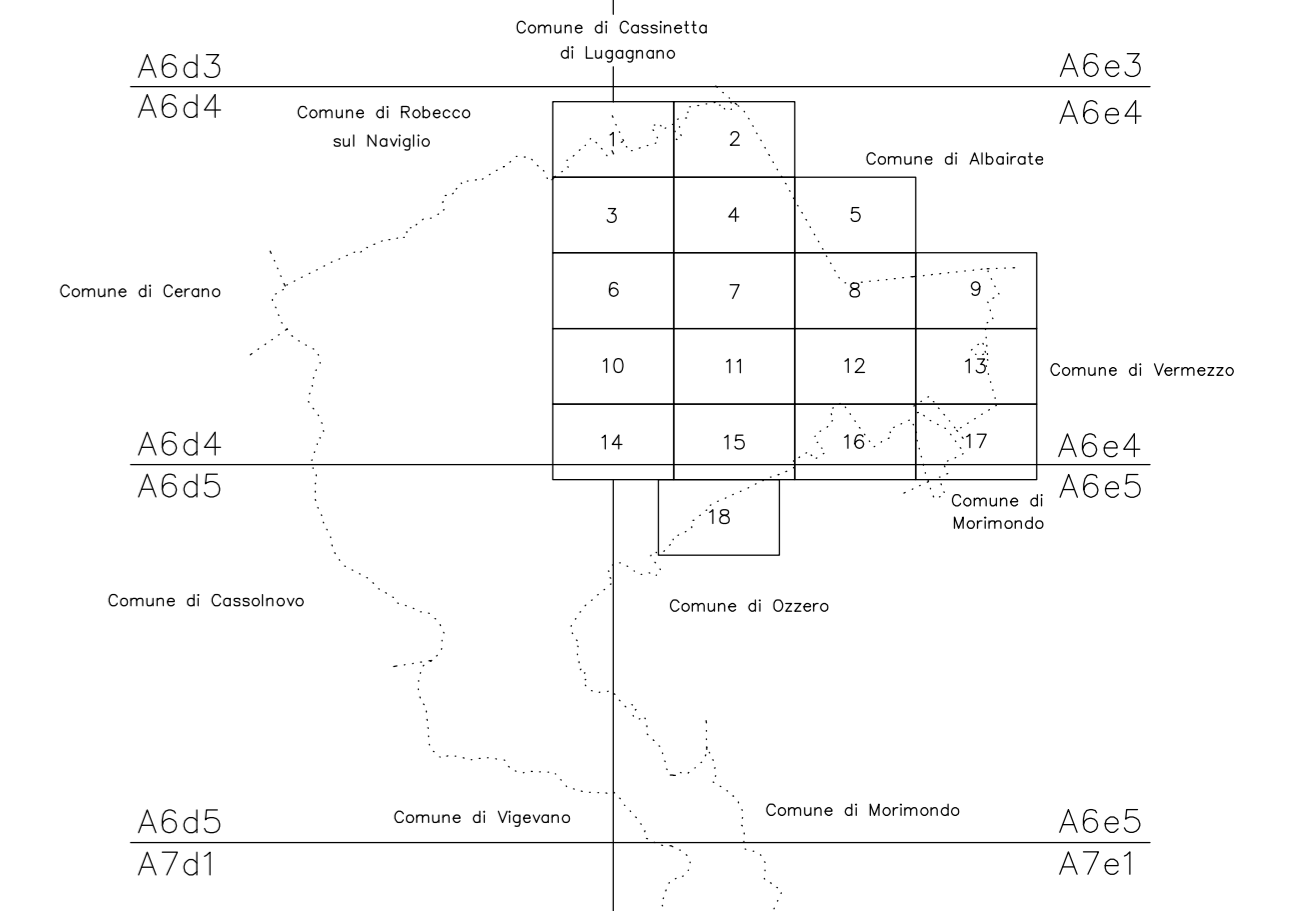 Comune di Cassinetta
di Lugagnano
A6d3
A6e3
A6d4
A6e4
Comune di Robecco
sul Naviglio
1
2
Comune di Albairate
3
4
5
Comune di Cerano
6
7
8
9
10
11
12
13
Comune di Vermezzo
A6d4
14
15
16
17
A6e4
A6d5
A6e5
Comune di
Morimondo
18
Comune di Cassolnovo
Comune di Ozzero
Comune di Vigevano
Comune di Morimondo
A6d5
A6e5
A7d1
A7e1